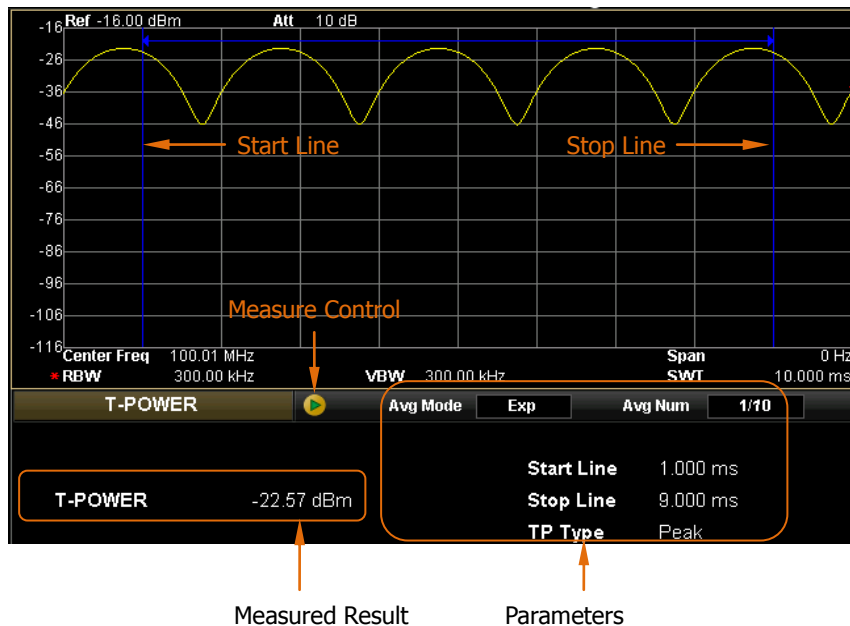 Ref -16.00 dBm Att 10 dB
-16
-26
-36
-46
Start Line Stop Line
-56
-66
-76
-86
-96
Measure Control
-106
-116
Center Freq 100.01 MHz Span 0 Hz
*RBW 300.00 kHz VBW 300.00 kHz SWT 10.000 ms
T-POWER Avg Mode Exp Avg Num 1/10
Start Line 1.000 ms
T-POWER -22.57 dBm Stop Line 9.000 ms
TP Type Peak
Measured Result Parameters